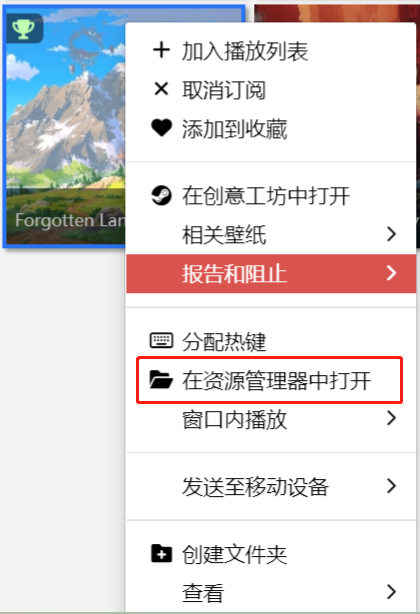 加入播放列表
取消订阅
添加到收藏
Forgotten Lan
在创意工坊中打开
相关壁纸
报告和阻止
分配热键
在资源管理器中打开
窗口内播放
发送至移动设备
创建文件夹
查看